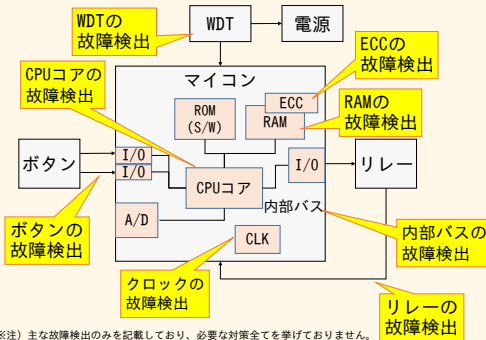 WDTの
故障検出
WDT
電源
ECCの
故障検出
CPUコアの
故障検出
マイコン
ECC
RAM
ROM
(S/W)
RAMの
故障検出
ボタン
I/O
I/O
CPUコア
I/O
リレー
A/D
内部バス
CLK
ボタンの
故障検出
内部バスの
故障検出
クロックの
故障検出
リレーの
故障検出
※注）主な故障検出のみを記載しており、必要な対策全てを挙げておりません。